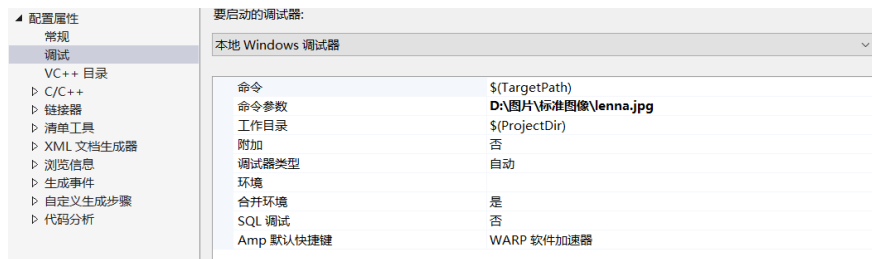 配置属性
常规
调试
VC++ 目录
C/C++
链接器
清单工具
XML 文档生成器
浏览信息
生成事件
自定义生成步骤
代码分析
要启动的调试器:
本地 Windows 调试器
命令 $(TargetPath)
命令参数 D:\图片\标准图像\lenna.jpg
工作目录 $(ProjectDir)
附加 否
调试器类型 自动
环境
合并环境 是
SQL 调试 否
Amp 默认快捷键 WARP 软件加速器